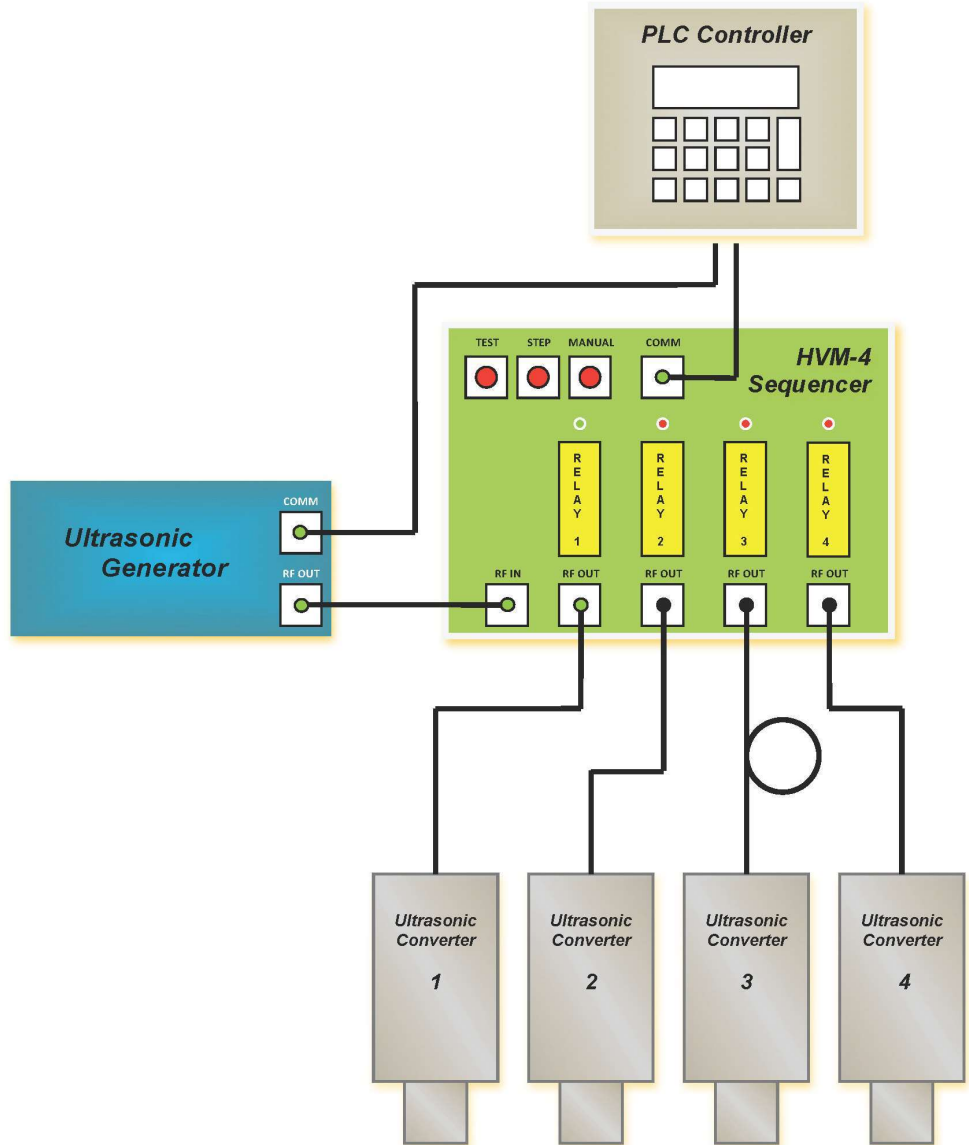 PLC Controller
TEST STEP MANUAL COMM
HVM-4
Sequencer
RELAY 1
RELAY 2
RELAY 3
RELAY 4
COMM
Ultrasonic
Generator
RF OUT
RF IN RF OUT RF OUT RF OUT RF OUT
Ultrasonic
Converter
1
Ultrasonic
Converter
2
Ultrasonic
Converter
3
Ultrasonic
Converter
4